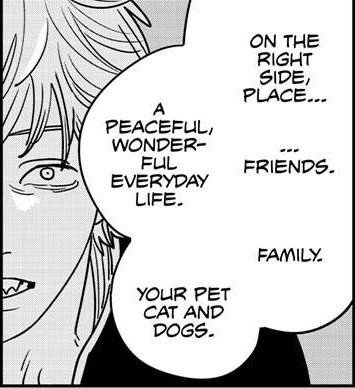 ON THE
RIGHT
SIDE,
PLACE...
...
FRIENDS.
FAMILY.
A
PEACEFUL,
WONDER-
FUL
EVERYDAY
LIFE.
YOUR PET
CAT AND
DOGS.